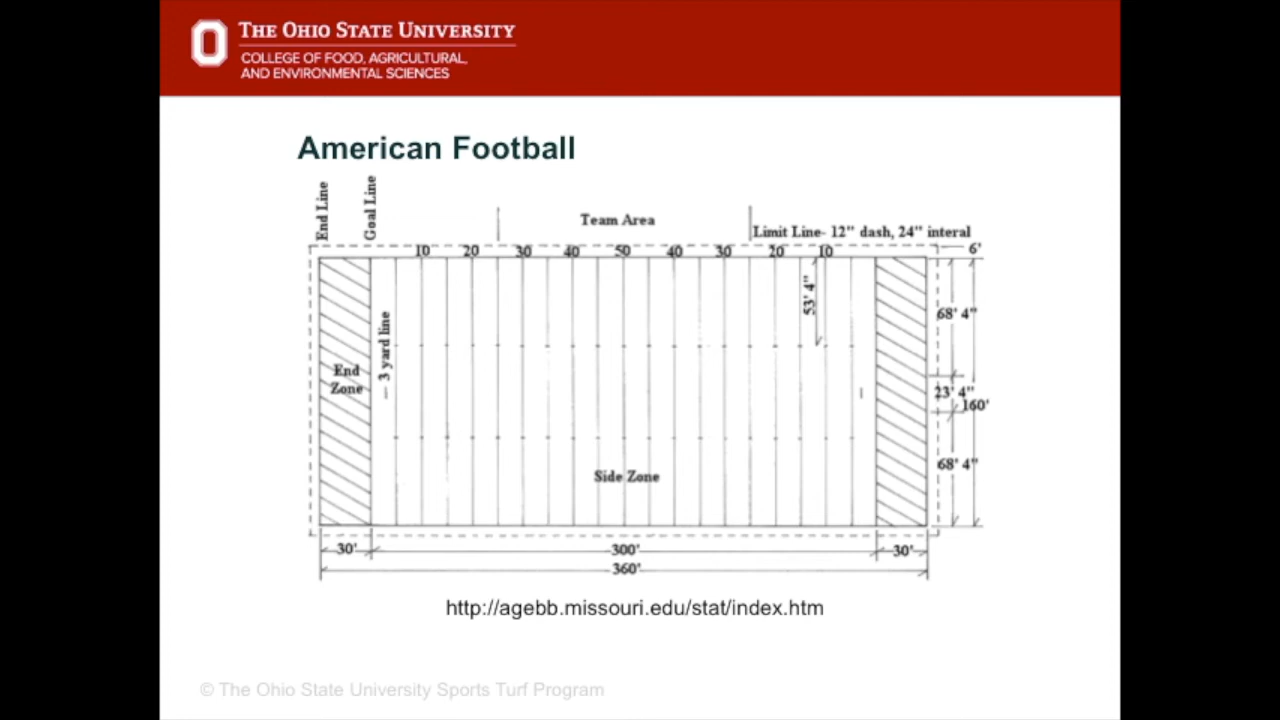 THE OHIO STATE UNIVERSITY
COLLEGE OF FOOD, AGRICULTURAL,
AND ENVIRONMENTAL SCIENCES
American Football
End Line
Goal Line
Team Area
Limit Line- 12" dash, 24" interal
6'
10 20 30 40 50 40 30 20 10
53' 4"
68' 4"
3 yard line
End
Zone
23' 4"
160'
68' 4"
Side Zone
30' 300' 30'
360'
http://agebb.missouri.edu/stat/index.htm
© The Ohio State University Sports Turf Program